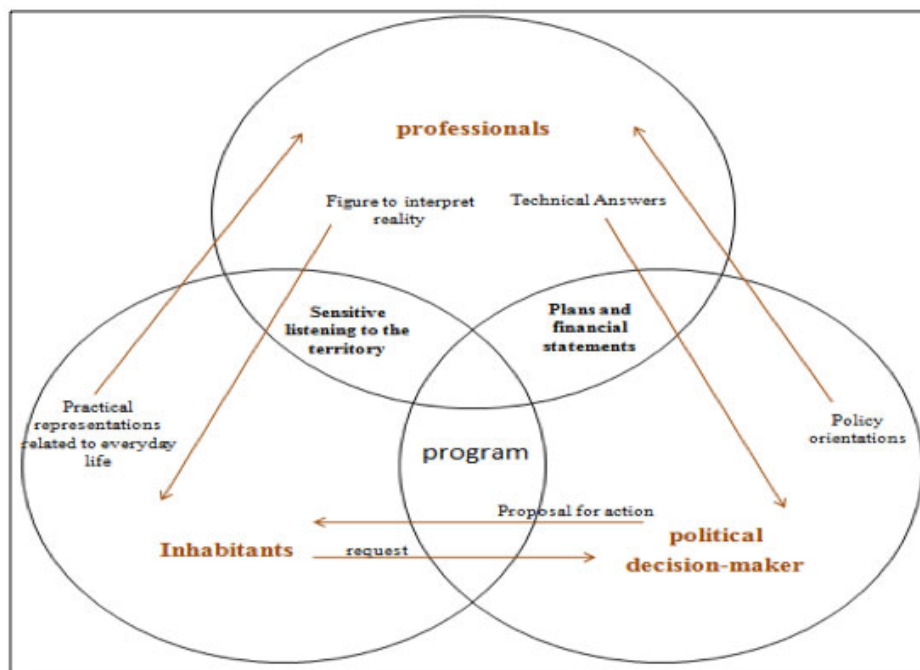 professionals
Figure to interpret
reality
Technical Answers
Sensitive
listening to the
territory
Plans and
financial
statements
Practical
representations
related to everyday
life
Policy
orientations
program
Proposal for action
Inhabitants
request
political
decision-maker